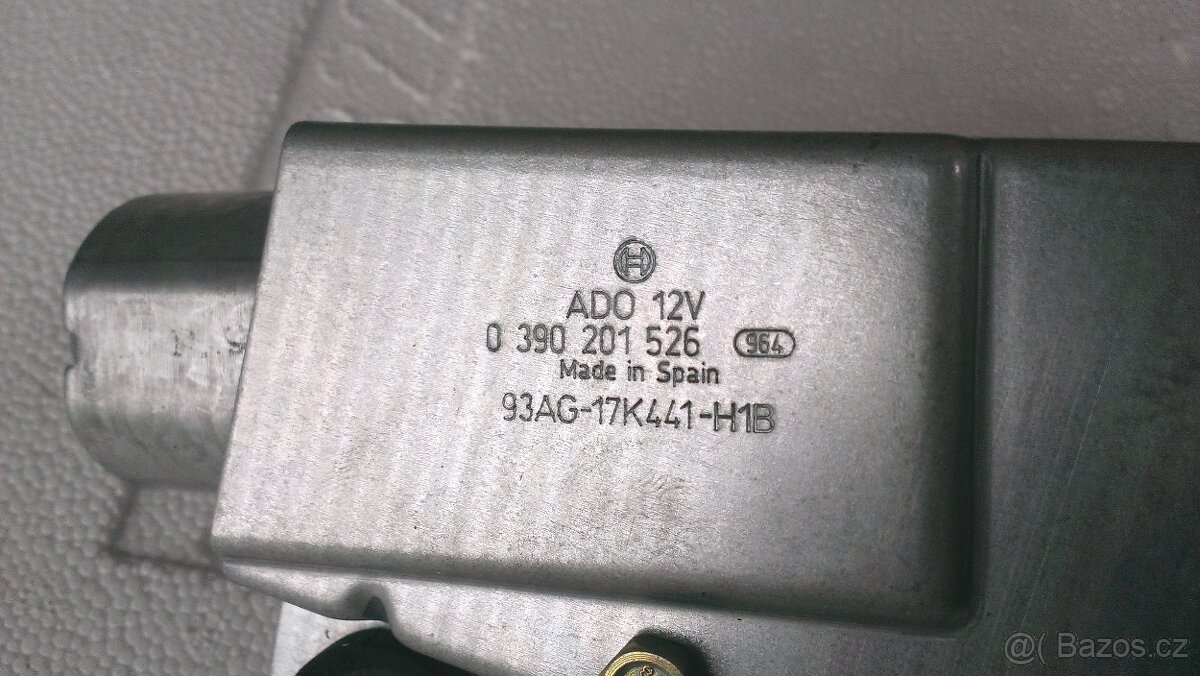 ADO 12V
0 390 201 526 964
Made in Spain
93AG-17K441-H1B
@( Bazos.cz